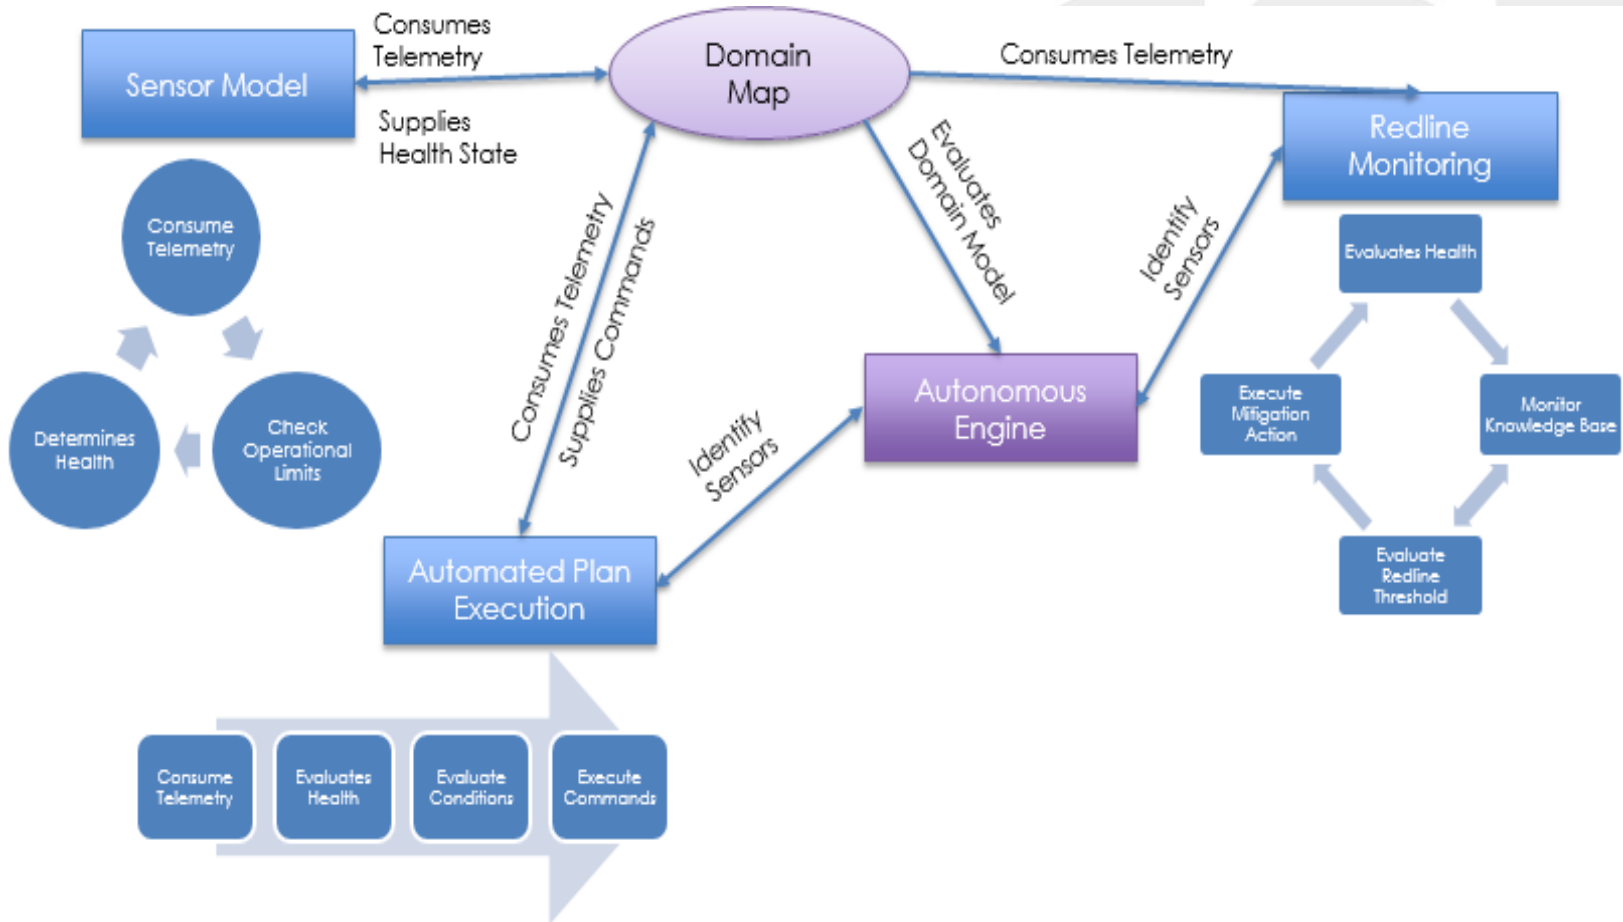 Consumes
Telemetry
Sensor Model
Supplies
Health State
Domain
Map
Consumes Telemetry
Redline
Monitoring
Evaluates
Domain Model
Identify
Sensors
Consumes Telemetry
Supplies Commands
Autonomous
Engine
Identify
Sensors
Automated Plan
Execution
Consume
Telemetry
Check
Operational
Limits
Determines
Health
Evaluates Health
Monitor
Knowledge Base
Evaluate
Redline
Threshold
Execute
Mitigation
Action
Consume
Telemetry
Evaluates
Health
Evaluate
Conditions
Execute
Commands